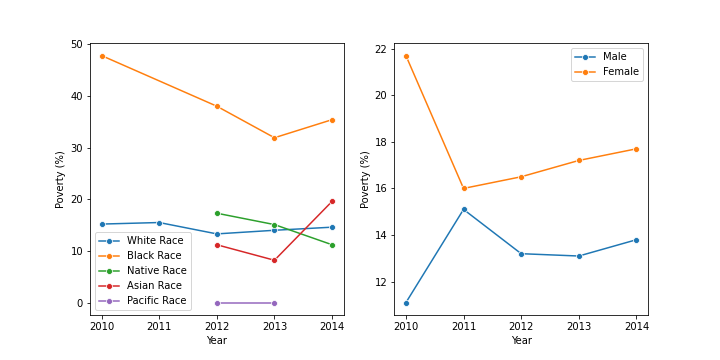 50
40
30
20
10
0
Poverty (%)
White Race
Black Race
Native Race
Asian Race
Pacific Race
2010 2011 2012 2013 2014
Year
22
20
18
16
14
12
Poverty (%)
Male
Female
2010 2011 2012 2013 2014
Year